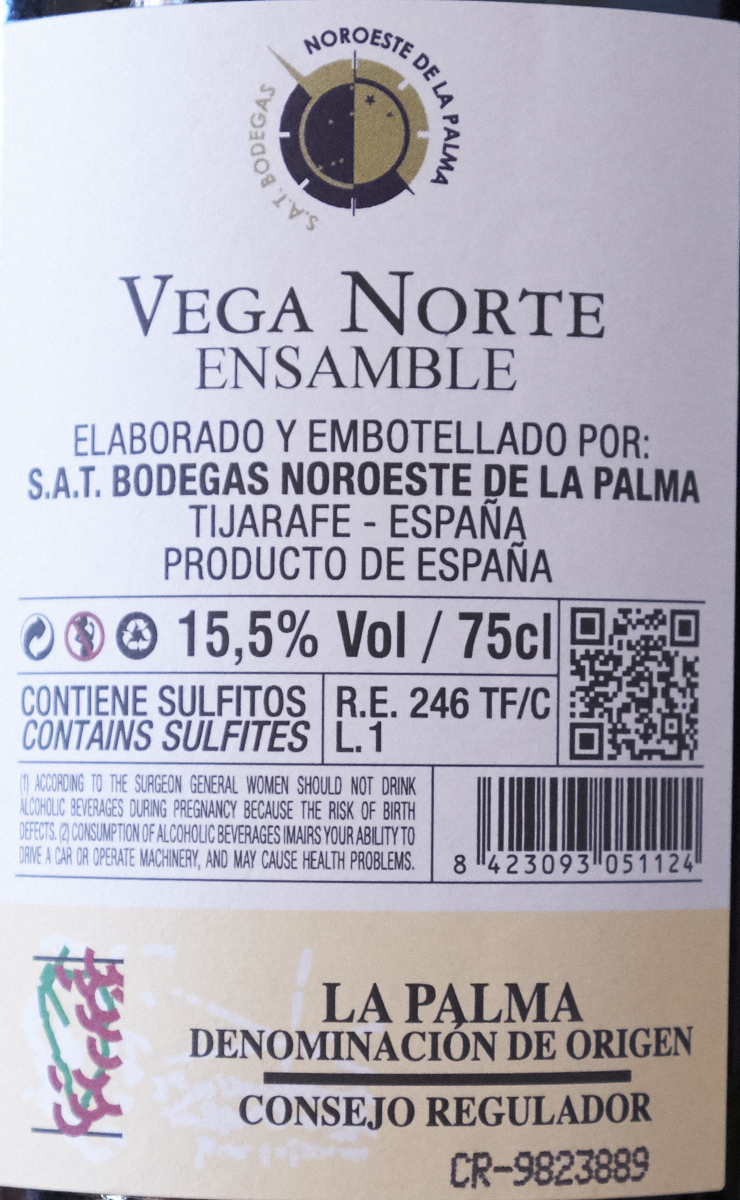 S.A.T. BODEGAS NOROESTE DE LA PALMA
VEGA NORTE
ENSAMBLE
ELABORADO Y EMBOTELLADO POR:
S.A.T. BODEGAS NOROESTE DE LA PALMA
TIJARAFE - ESPAÑA
PRODUCTO DE ESPAÑA
15,5% Vol / 75cl
CONTIENE SULFITOS
CONTAINS SULFITES
R.E. 246 TF/C
L.1
(1) ACCORDING TO THE SURGEON GENERAL WOMEN SHOULD NOT DRINK
ALCOHOLIC BEVERAGES DURING PREGNANCY BECAUSE THE RISK OF BIRTH
DEFECTS. (2) CONSUMPTION OF ALCOHOLIC BEVERAGES IMAIRS YOUR ABILITY TO
DRIVE A CAR OR OPERATE MACHINERY, AND MAY CAUSE HEALTH PROBLEMS.
8 423093 051124
LA PALMA
DENOMINACIÓN DE ORIGEN
CONSEJO REGULADOR
CR-9823889